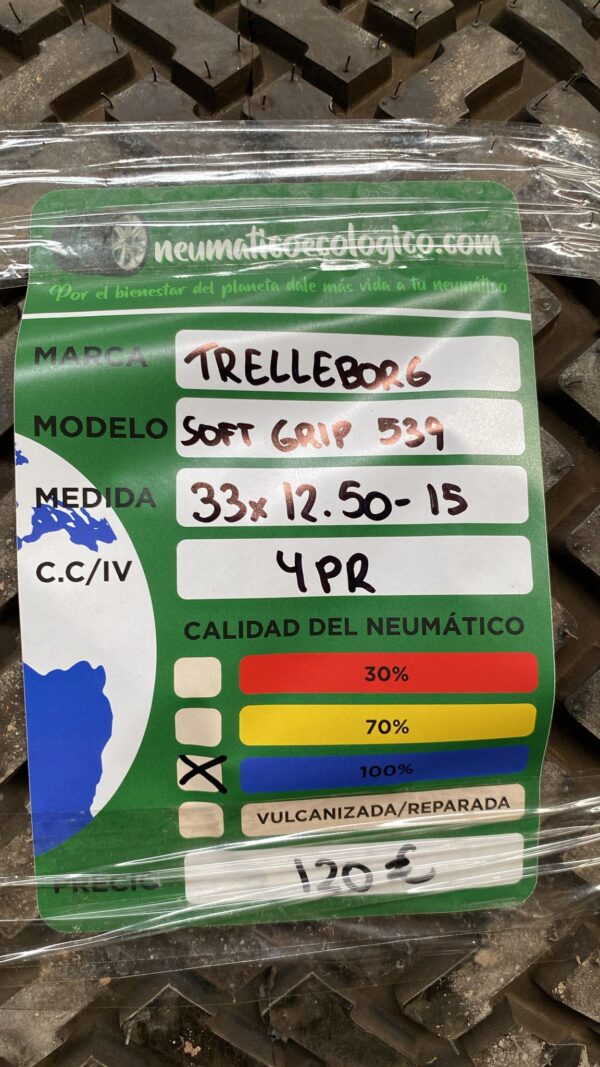 neumaticoecologico.com
Por el bienestar del planeta dale más vida a tu neumático
MARCA TRELLEBORG
MODELO SOFT GRIP 539
MEDIDA 33x12.50-15
C.C/IV 4PR
CALIDAD DEL NEUMÁTICO
30%
70%
X 100%
VULCANIZADA/REPARADA
PRECIO 120 €